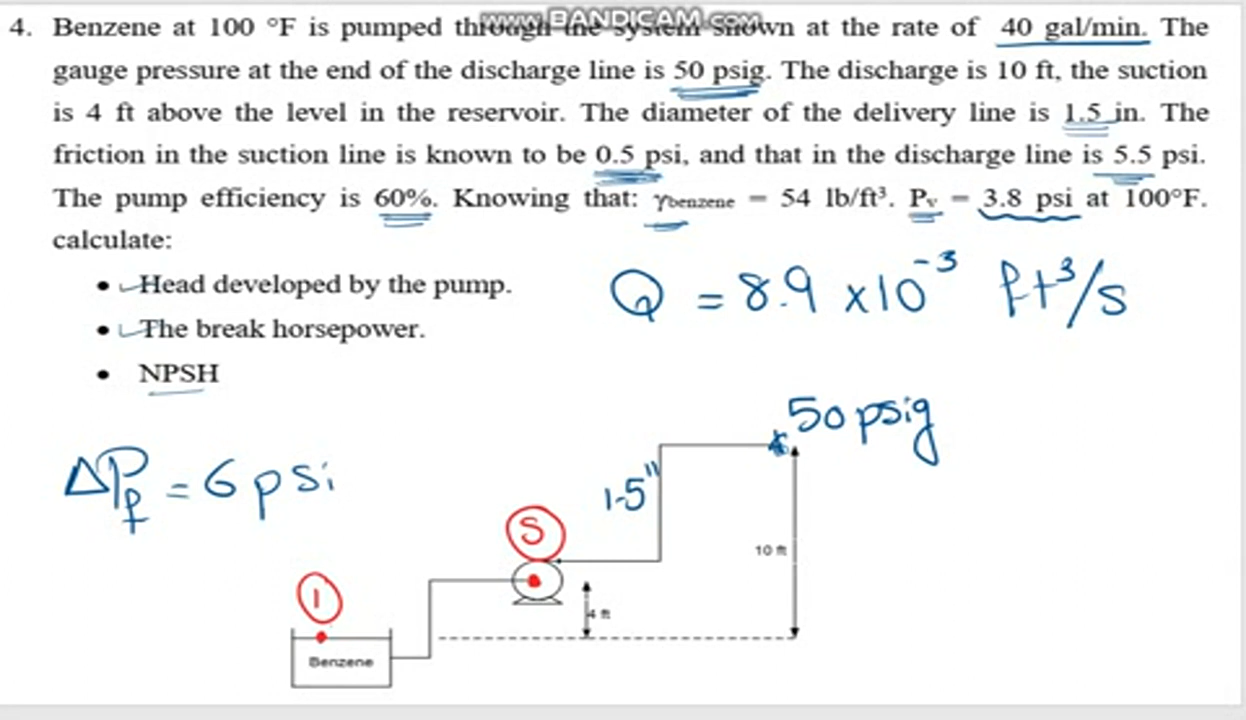 www.BANDICAM.com
4. Benzene at 100 °F is pumped through the system shown at the rate of 40 gal/min. The
gauge pressure at the end of the discharge line is 50 psig. The discharge is 10 ft, the suction
is 4 ft above the level in the reservoir. The diameter of the delivery line is 1.5 in. The
friction in the suction line is known to be 0.5 psi, and that in the discharge line is 5.5 psi.
The pump efficiency is 60%. Knowing that: γbenzene = 54 lb/ft³. Pv = 3.8 psi at 100°F.
calculate:
• Head developed by the pump.
• The break horsepower.
• NPSH
Q = 8.9 x10⁻³ ft³/s
50 psig
ΔPf = 6 psi
1.5"
S
10 ft
1
4 ft
Benzene